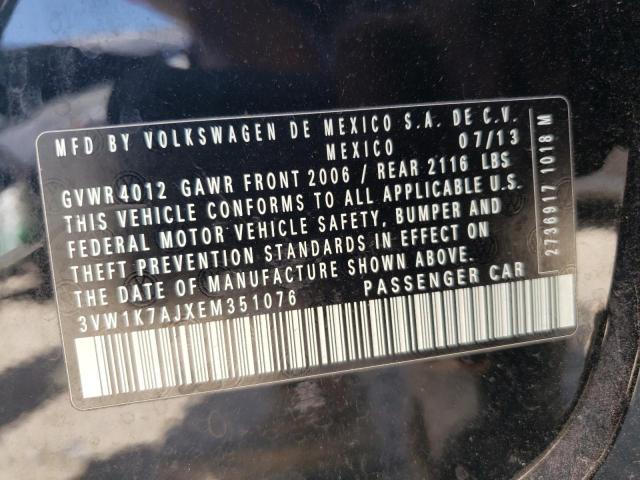 MFD BY VOLKSWAGEN DE MEXICO S.A. DE C.V.
MEXICO 07/13
GVWR4012 GAWR FRONT 2006 / REAR 2116 LBS
THIS VEHICLE CONFORMS TO ALL APPLICABLE U.S.
FEDERAL MOTOR VEHICLE SAFETY, BUMPER AND
THEFT PREVENTION STANDARDS IN EFFECT ON
THE DATE OF MANUFACTURE SHOWN ABOVE.
3VW1K7AJXEM351076 PASSENGER CAR
2736917 1018 M